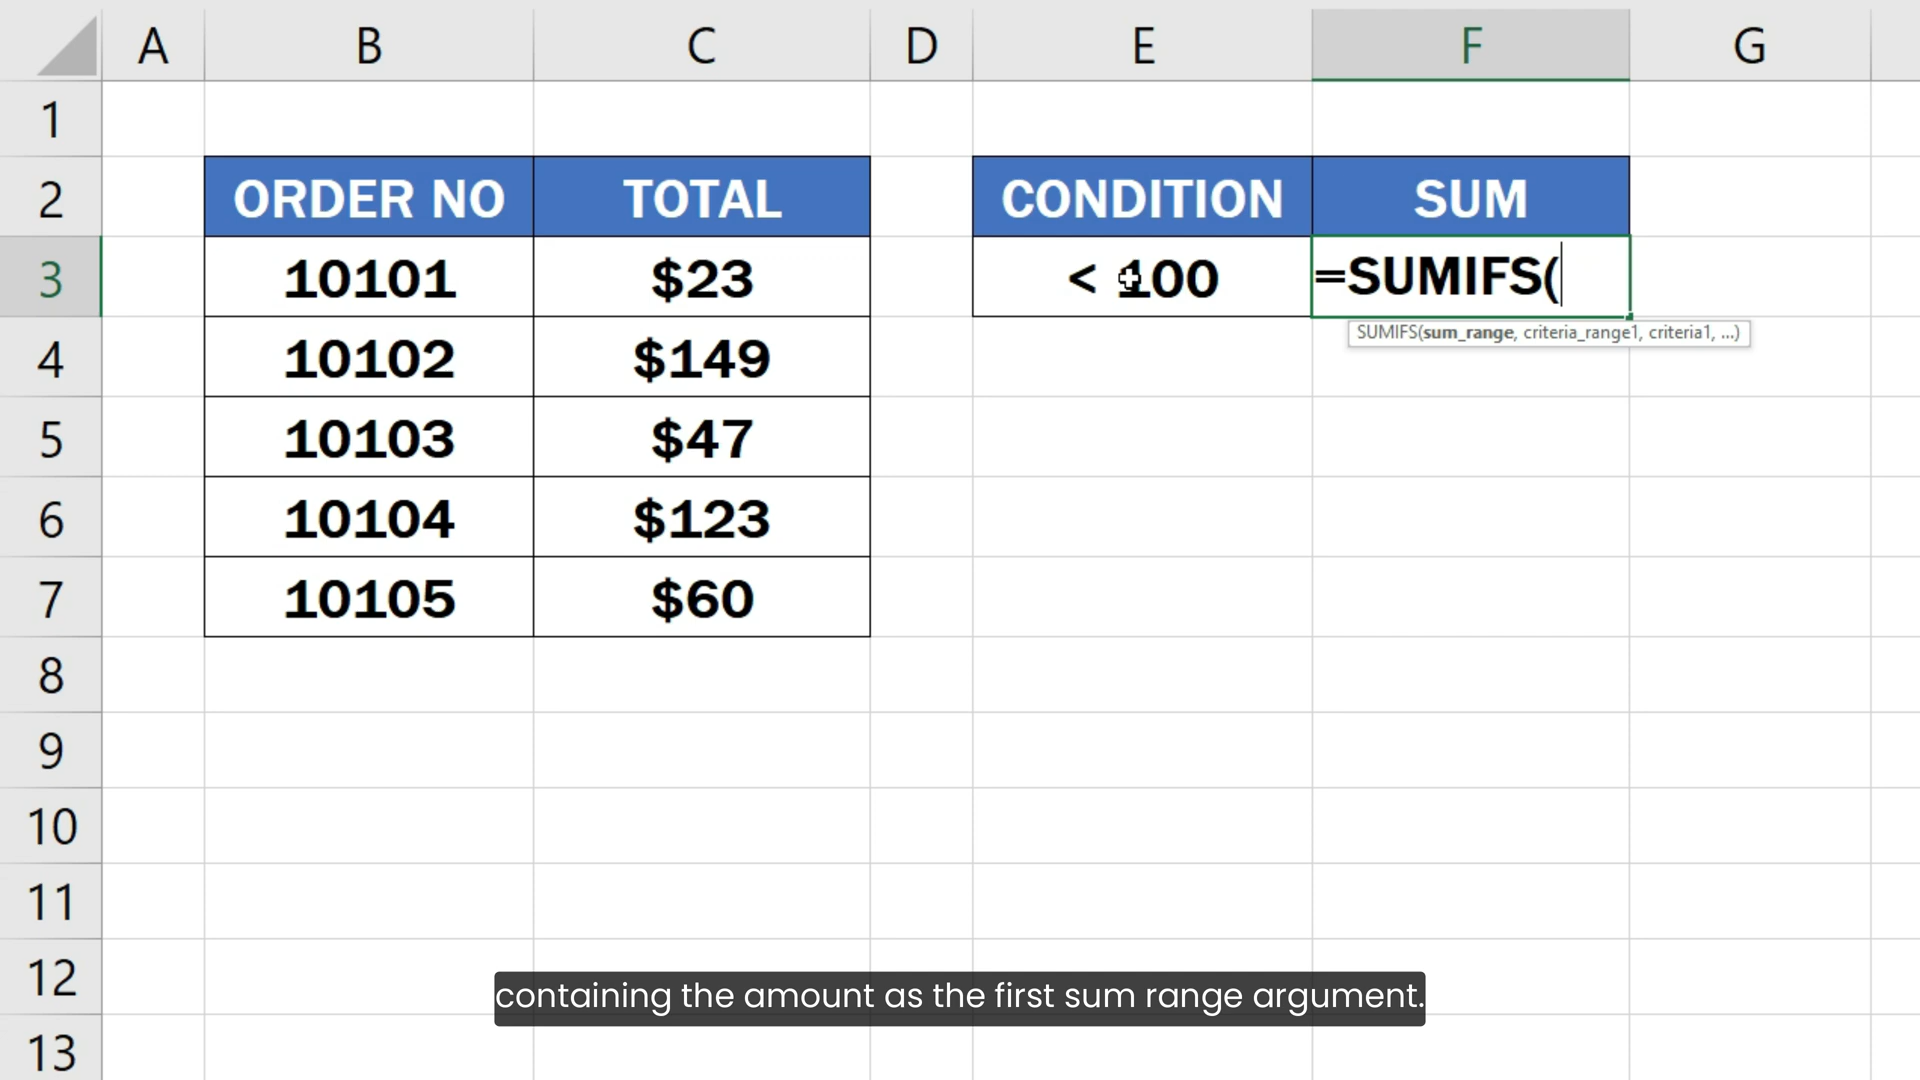 A B C D E F G
1
2 ORDER NO TOTAL CONDITION SUM
3 10101 $23 < 100 =SUMIFS(
SUMIFS(sum_range, criteria_range1, criteria1, ...)
4 10102 $149
5 10103 $47
6 10104 $123
7 10105 $60
8
9
10
11
12
containing the amount as the first sum range argument.
13